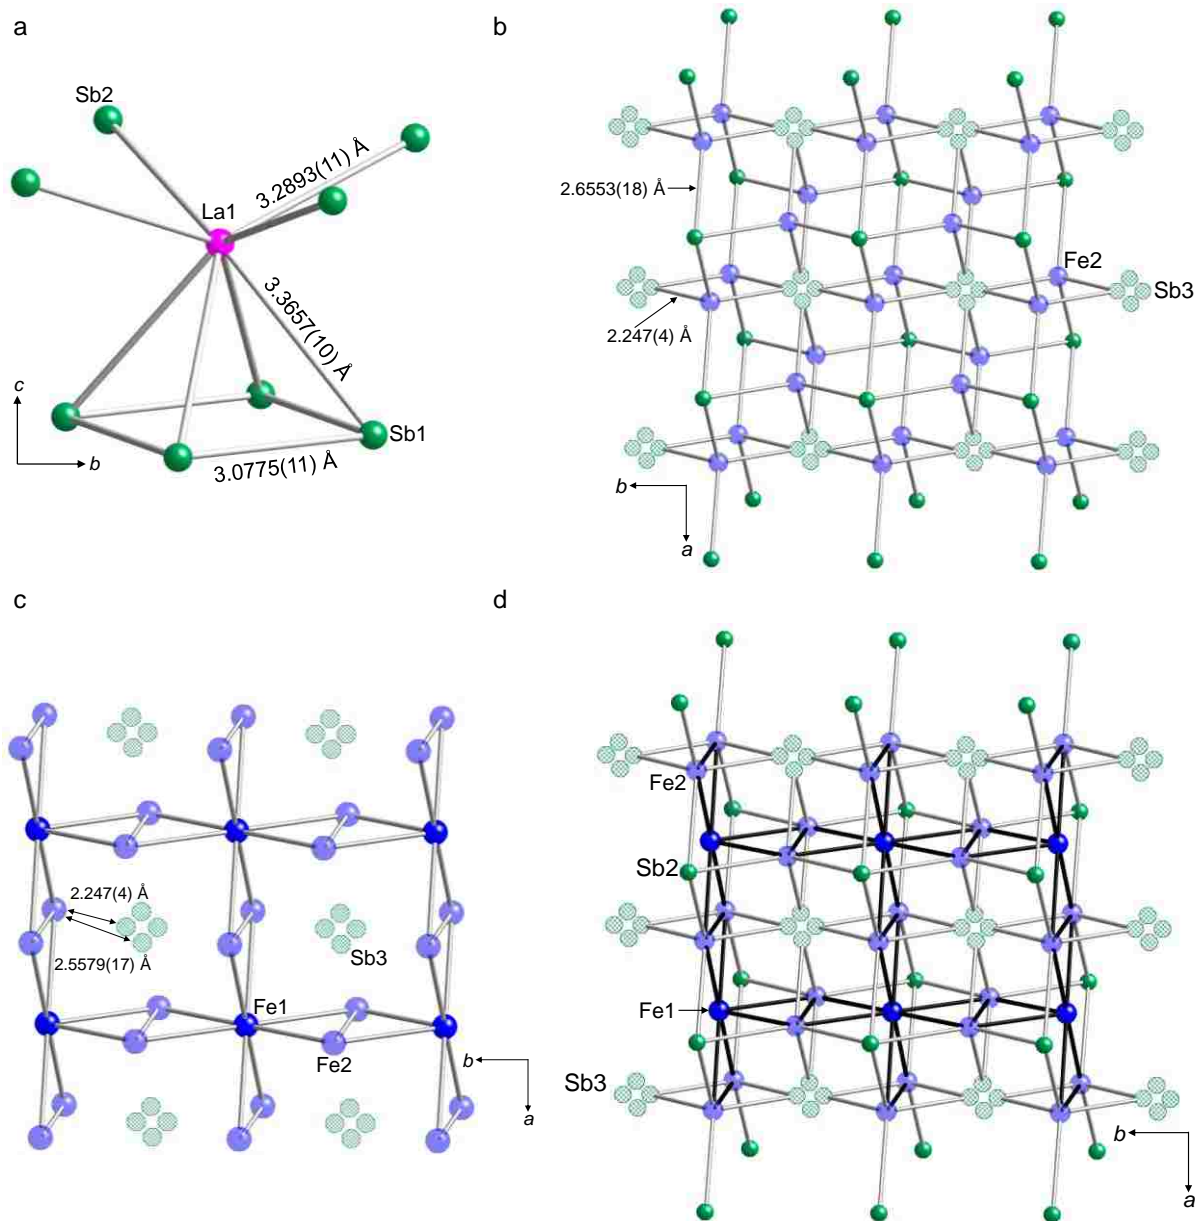 a
Sb2
La1
3.2893(11) Å
3.3657(10) Å
Sb1
3.0775(11) Å
c
b
b
2.6553(18) Å
Fe2
Sb3
2.247(4) Å
b
a
c
2.247(4) Å
2.5579(17) Å
Sb3
Fe1
Fe2
b
a
d
Fe2
Sb2
Fe1
Sb3
b
a